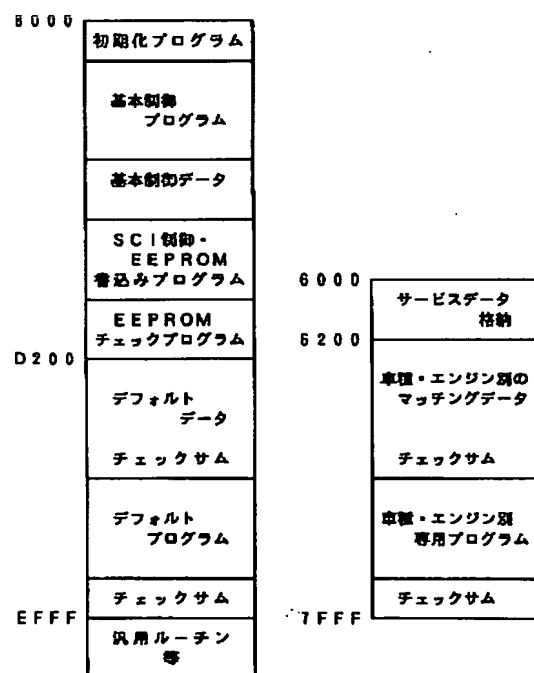 8000
初期化プログラム
基本制御
プログラム
基本制御データ
SCI制御・
EEPROM
書込みプログラム
EEPROM
チェックプログラム
D200
デフォルト
データ
チェックサム
デフォルト
プログラム
チェックサム
EFFF
汎用ルーチン
等
6000
サービスデータ
格納
6200
車種・エンジン別の
マッチングデータ
チェックサム
車種・エンジン別
専用プログラム
チェックサム
7FFF